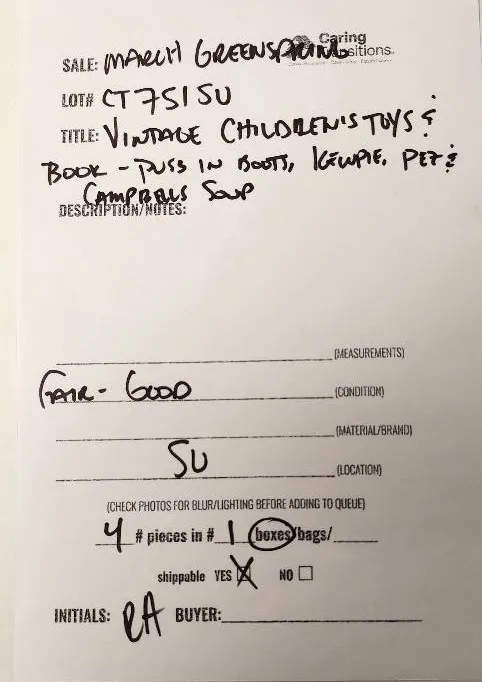 Caring
Transitions.
SALE: MARCH GREENSPRING
LOT# CT751SU
TITLE: VINTAGE CHILDREN'S TOYS &
BOOK - PUSS IN BOOTS, KEWPIE, PEZ &
CAMPBELLS SOUP
DESCRIPTION/NOTES:
(MEASUREMENTS)
FAIR - GOOD (CONDITION)
(MATERIAL/BRAND)
SU (LOCATION)
(CHECK PHOTOS FOR BLUR/LIGHTING BEFORE ADDING TO QUEUE)
4 # pieces in # 1 boxes/bags/
shippable YES ☒ NO ☐
INITIALS: RA BUYER: